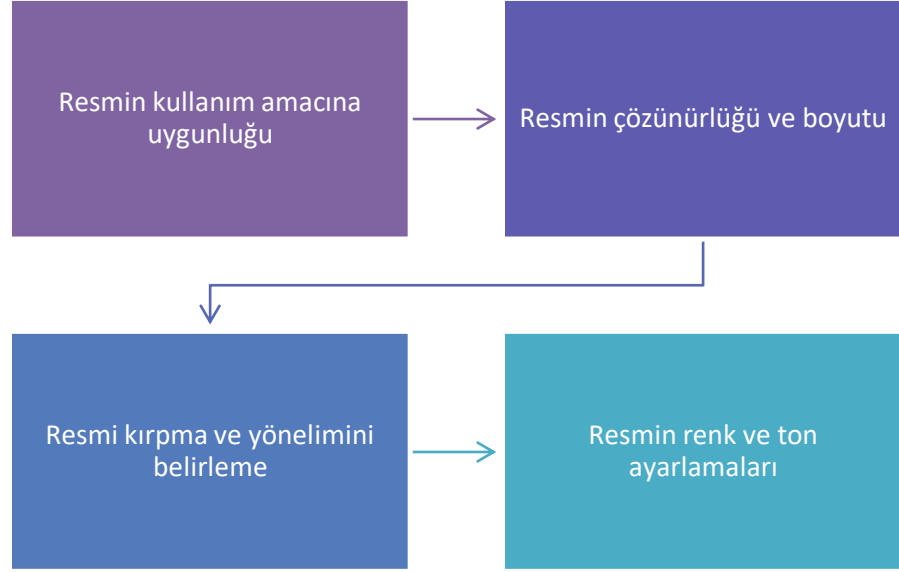 Resmin kullanım amacına
uygunluğu
Resmin çözünürlüğü ve boyutu
Resmi kırpma ve yönelimini
belirleme
Resmin renk ve ton
ayarlamaları